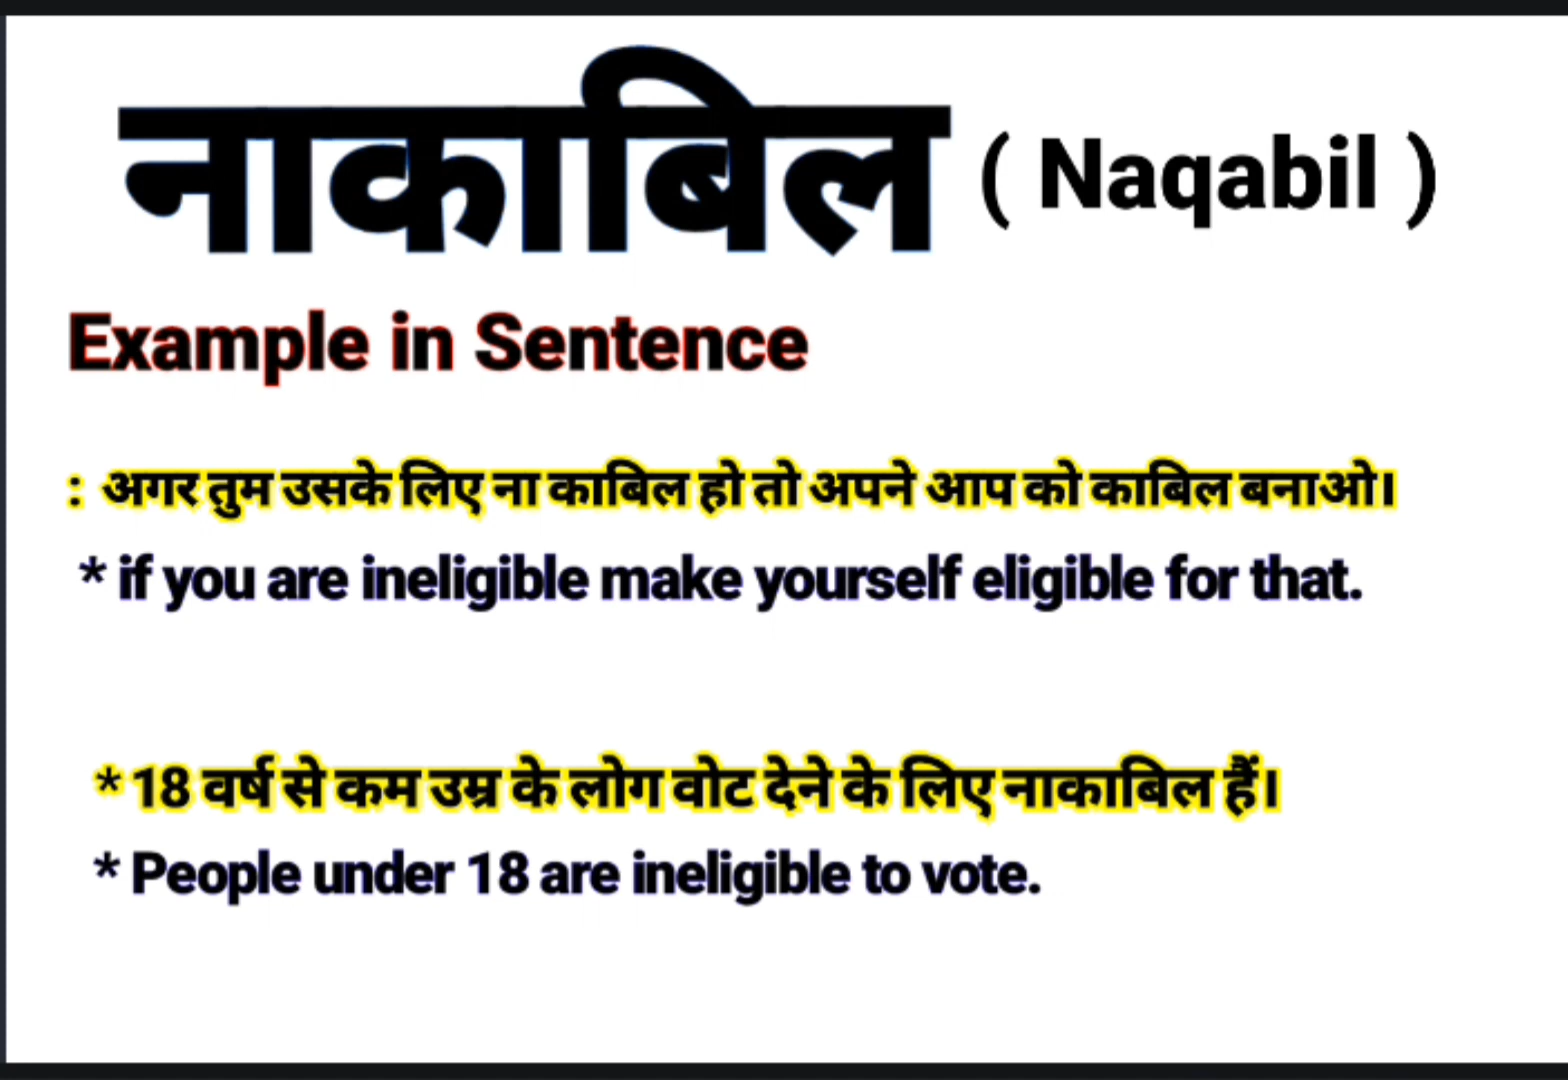 नाकाबिल ( Naqabil )
Example in Sentence
: अगर तुम उसके लिए ना काबिल हो तो अपने आप को काबिल बनाओ।
* if you are ineligible make yourself eligible for that.
* 18 वर्ष से कम उम्र के लोग वोट देने के लिए नाकाबिल हैं।
* People under 18 are ineligible to vote.